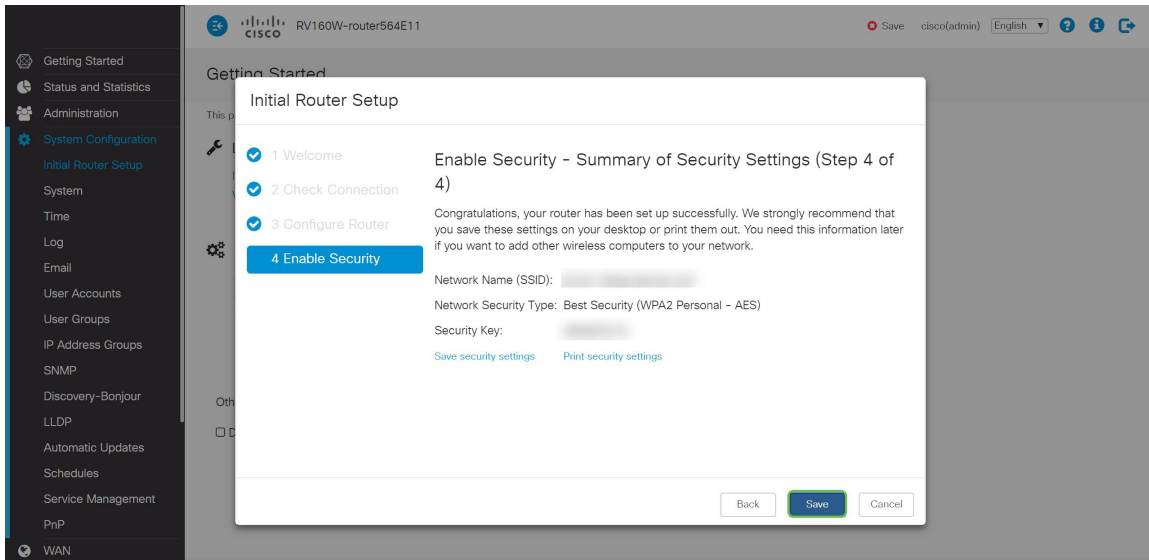 CISCO
RV160W-router564E11
Save
cisco(admin)
English
Getting Started
Status and Statistics
Administration
System Configuration
Initial Router Setup
System
Time
Log
Email
User Accounts
User Groups
IP Address Groups
SNMP
Discovery-Bonjour
LLDP
Automatic Updates
Schedules
Service Management
PnP
WAN
Getting Started
This p
Oth
Initial Router Setup
1 Welcome
2 Check Connection
3 Configure Router
4 Enable Security
Enable Security - Summary of Security Settings (Step 4 of
4)
Congratulations, your router has been set up successfully. We strongly recommend that
you save these settings on your desktop or print them out. You need this information later
if you want to add other wireless computers to your network.
Network Name (SSID):
Network Security Type: Best Security (WPA2 Personal - AES)
Security Key:
Save security settings Print security settings
Back Save Cancel